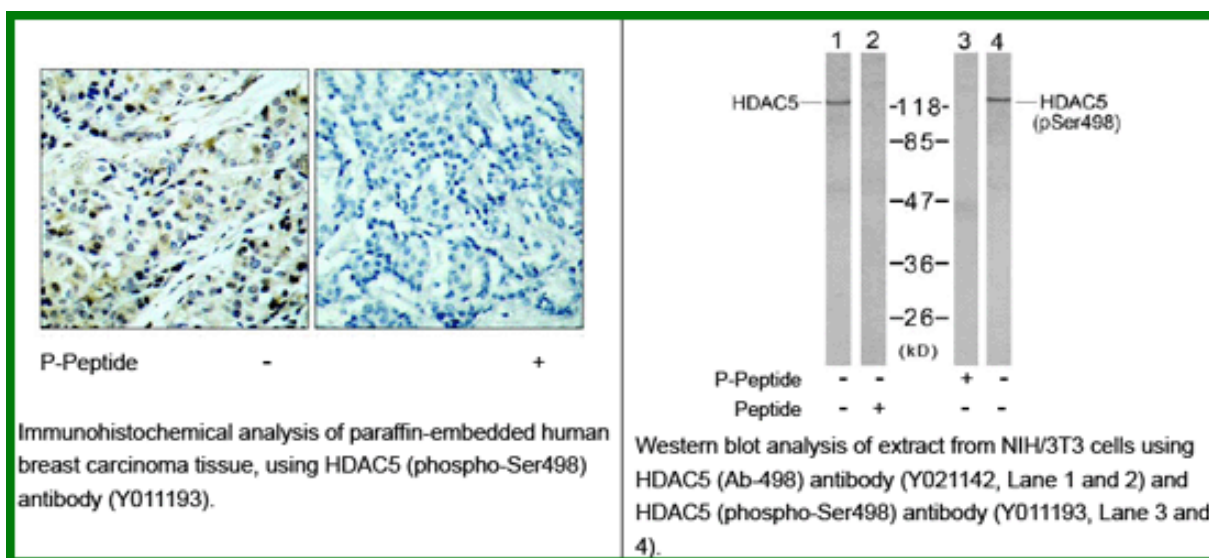 P-Peptide - +
Immunohistochemical analysis of paraffin-embedded human
breast carcinoma tissue, using HDAC5 (phospho-Ser498)
antibody (Y011193).
1 2 3 4
HDAC5 -118- HDAC5
(pSer498)
-85-
-47-
-36-
-26-
(kD)
P-Peptide - - + -
Peptide - + - -
Western blot analysis of extract from NIH/3T3 cells using
HDAC5 (Ab-498) antibody (Y021142, Lane 1 and 2) and
HDAC5 (phospho-Ser498) antibody (Y011193, Lane 3 and
4).